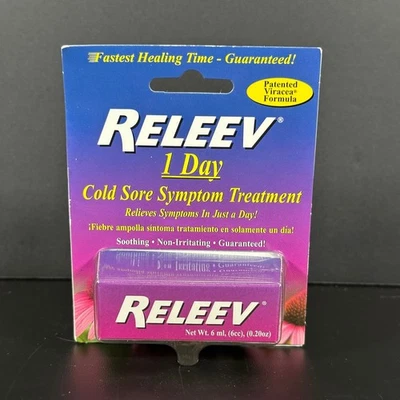 Fastest Healing Time - Guaranteed!
Patented
Viracea®
Formula
RELEEV®
1 Day
Cold Sore Symptom Treatment
Relieves Symptoms In Just a Day!
¡Fiebre ampolla síntoma tratamiento en solamente un día!
Soothing • Non-Irritating • Guaranteed!
RELEEV®
Net Wt. 6 ml, (6cc), (0.20oz)